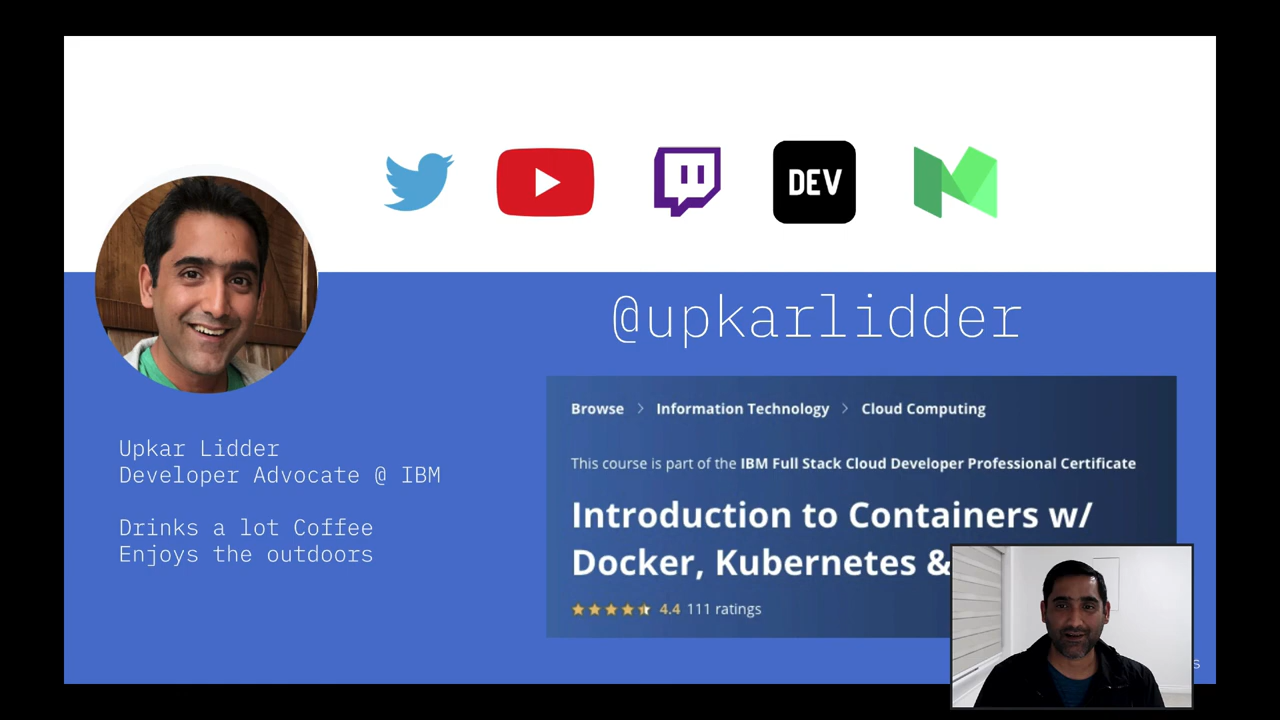 DEV
@upkarlidder
Upkar Lidder
Developer Advocate @ IBM
Drinks a lot Coffee
Enjoys the outdoors
Browse > Information Technology > Cloud Computing
This course is part of the IBM Full Stack Cloud Developer Professional Certificate
Introduction to Containers w/
Docker, Kubernetes &
4.4 111 ratings